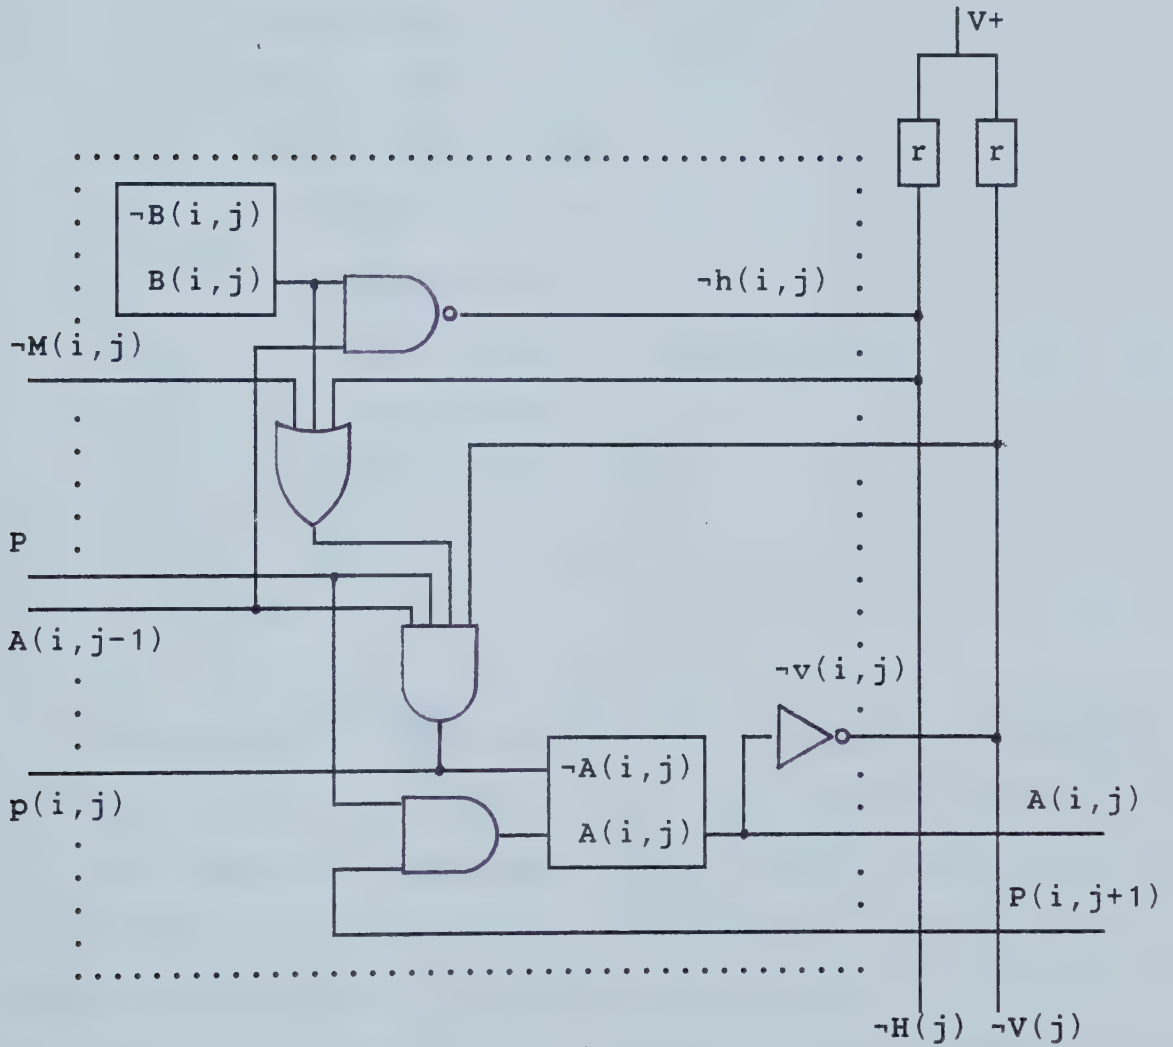 V+
r r
¬B(i,j)
B(i,j)
¬h(i,j)
¬M(i,j)
P
A(i,j-1)
¬v(i,j)
¬A(i,j)
p(i,j)
A(i,j)
A(i,j)
P(i,j+1)
¬H(j) ¬V(j)